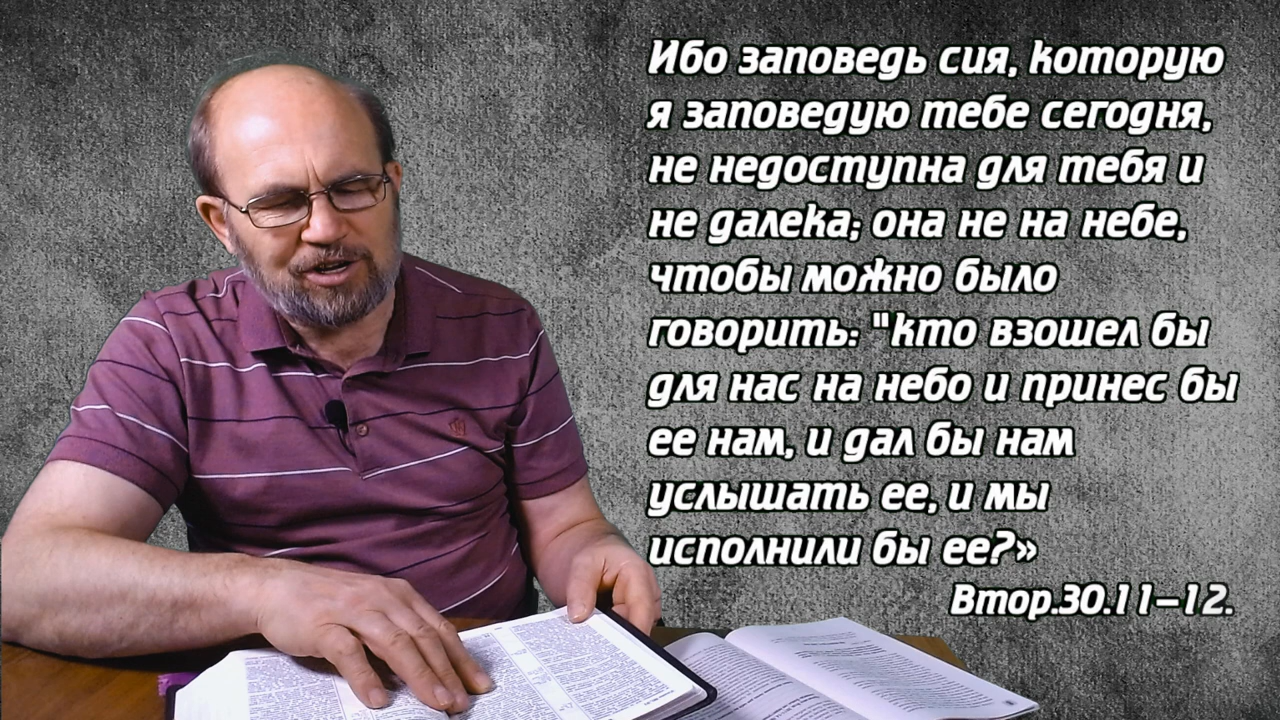 Ибо заповедь сия, которую
я заповедую тебе сегодня,
не недоступна для тебя и
не далека; она не на небе,
чтобы можно было
говорить: "кто взошел бы
для нас на небо и принес бы
ее нам, и дал бы нам
услышать ее, и мы
исполнили бы ее?»
Втор.30.11–12.